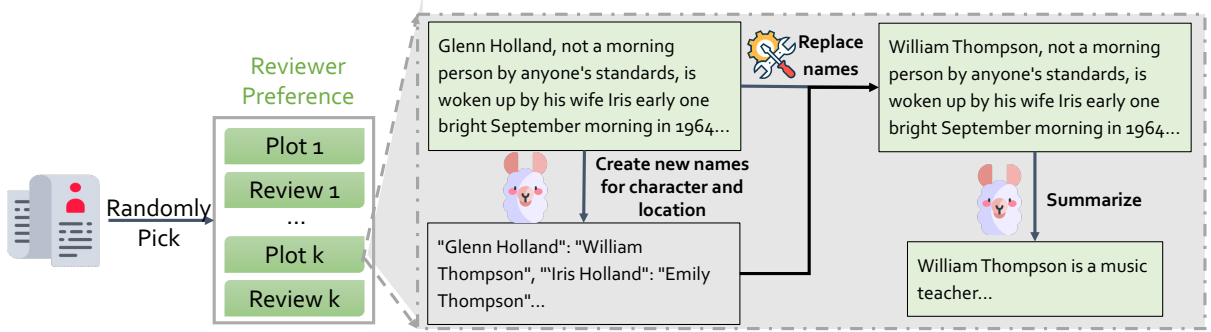 Reviewer
Preference
Randomly
Pick
Plot 1
Review 1
...
Plot k
Review k
Glenn Holland, not a morning
person by anyone's standards, is
woken up by his wife Iris early one
bright September morning in 1964...
Replace
names
William Thompson, not a morning
person by anyone's standards, is
woken up by his wife Iris early one
bright September morning in 1964...
Create new names
for character and
location
"Glenn Holland": "William
Thompson", "'Iris Holland": "Emily
Thompson"...
Summarize
William Thompson is a music
teacher...